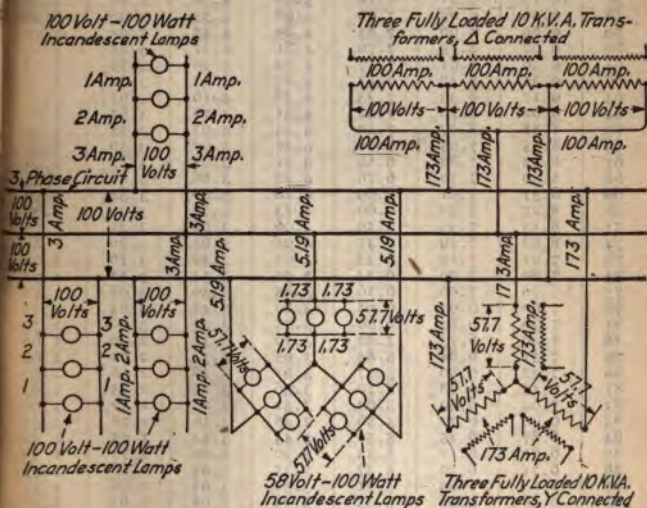 100 Volt-100 Watt
Incandescent Lamps
1 Amp.
1 Amp.
2 Amp.
2 Amp.
3 Amp.
100
Volts
3 Amp.
Three Fully Loaded 10 K.V.A. Trans-
formers, Δ Connected
100 Amp.
100 Amp.
100 Amp.
100 Volts
100 Volts
100 Volts
100 Amp.
173 Amp.
173 Amp.
173 Amp.
100 Amp.
3 Phase Circuit
100
Volts
3 Amp.
100 Volts
3 Amp.
5.19 Amp.
5.19 Amp.
173 Amp.
100
Volts
3 Amp.
5.19 Amp.
17 3 Amp.
173 Amp.
100
Volts
3
3
2
2
1
1
100
Volts
1 Amp. 2 Amp.
1 Amp. 2 Amp.
1.73
1.73
57.7 Volts
1.73
1.73
57.7 Volts
57.7 Volts
57.7
Volts
173 Amp.
173 Amp.
57.7
Volts
57.7
Volts
173 Amp.
100 Volt-100 Watt
Incandescent Lamps
58 Volt-100 Watt
Incandescent Lamps
Three Fully Loaded 10 K.V.A.
Transformers, Y Connected